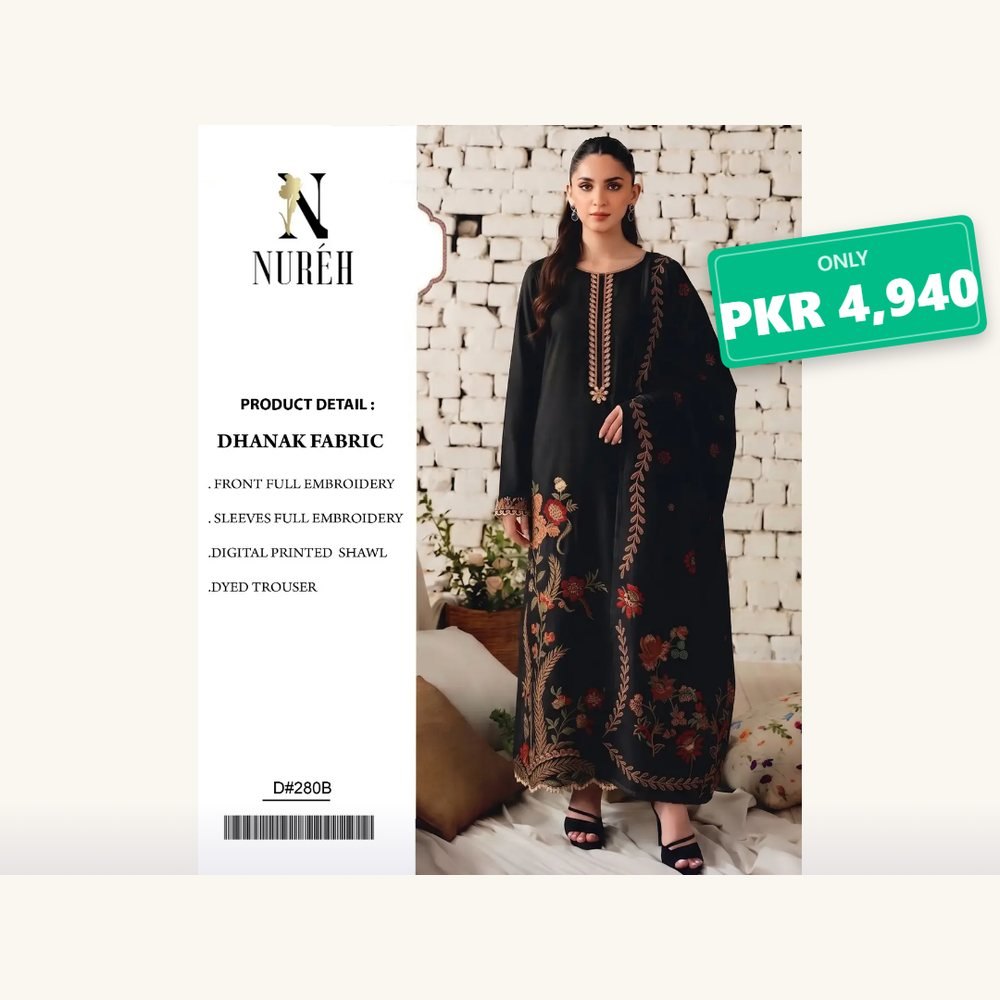 N
NURÉH
ONLY
PKR 4,940
PRODUCT DETAIL :
DHANAK FABRIC
. FRONT FULL EMBROIDERY
. SLEEVES FULL EMBROIDERY
.DIGITAL PRINTED SHAWL
.DYED TROUSER
D#280B